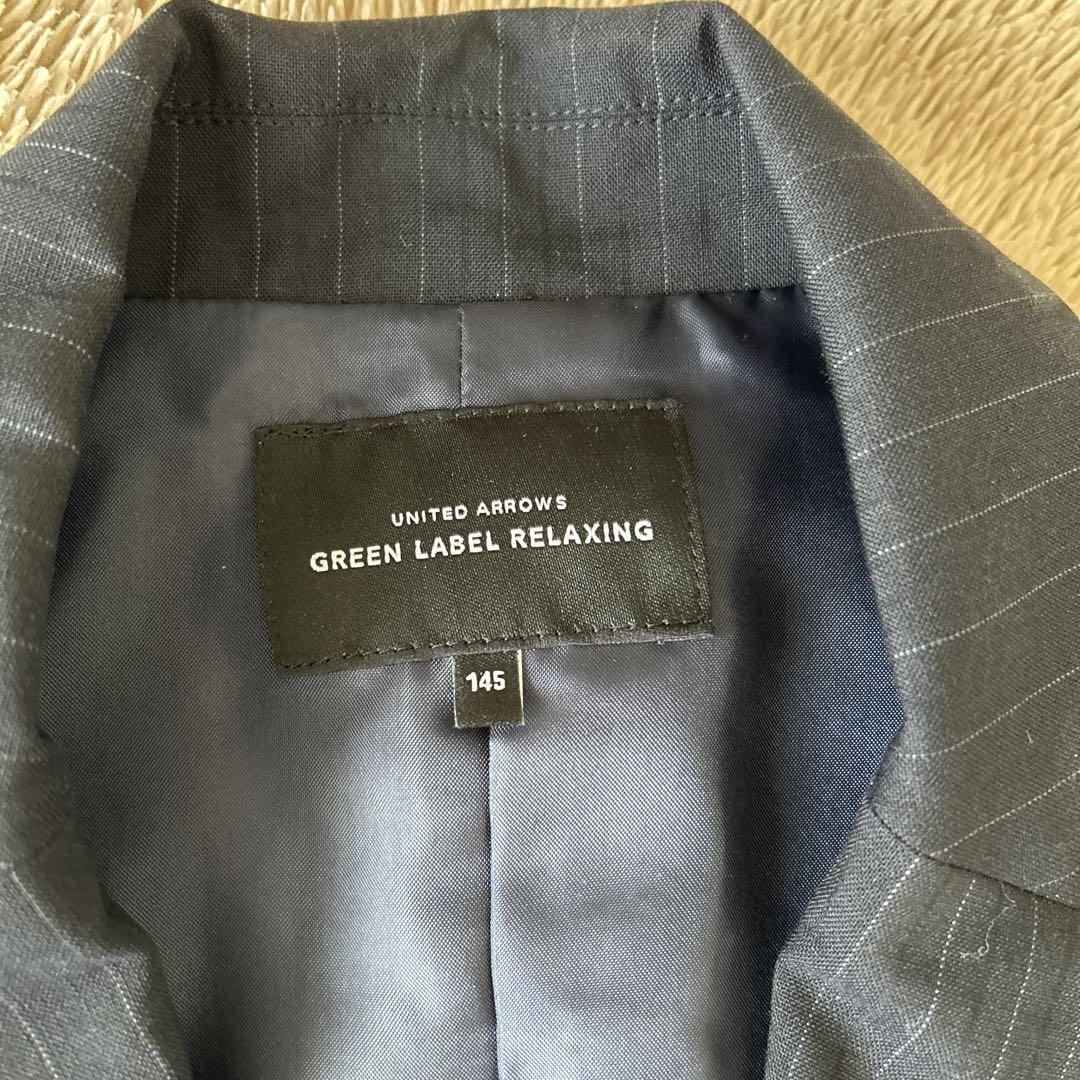 UNITED ARROWS
GREEN LABEL RELAXING
145